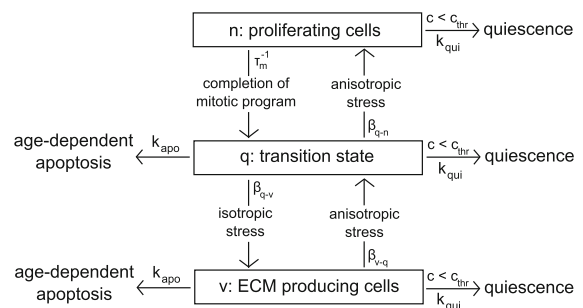 n: proliferating cells
c < c_thr
k_qui
quiescence
τ_m^-1
completion of
mitotic program
anisotropic
stress
β_q-n
age-dependent
apoptosis
k_apo
q: transition state
c < c_thr
k_qui
quiescence
β_q-v
isotropic
stress
anisotropic
stress
β_v-q
age-dependent
apoptosis
k_apo
v: ECM producing cells
c < c_thr
k_qui
quiescence